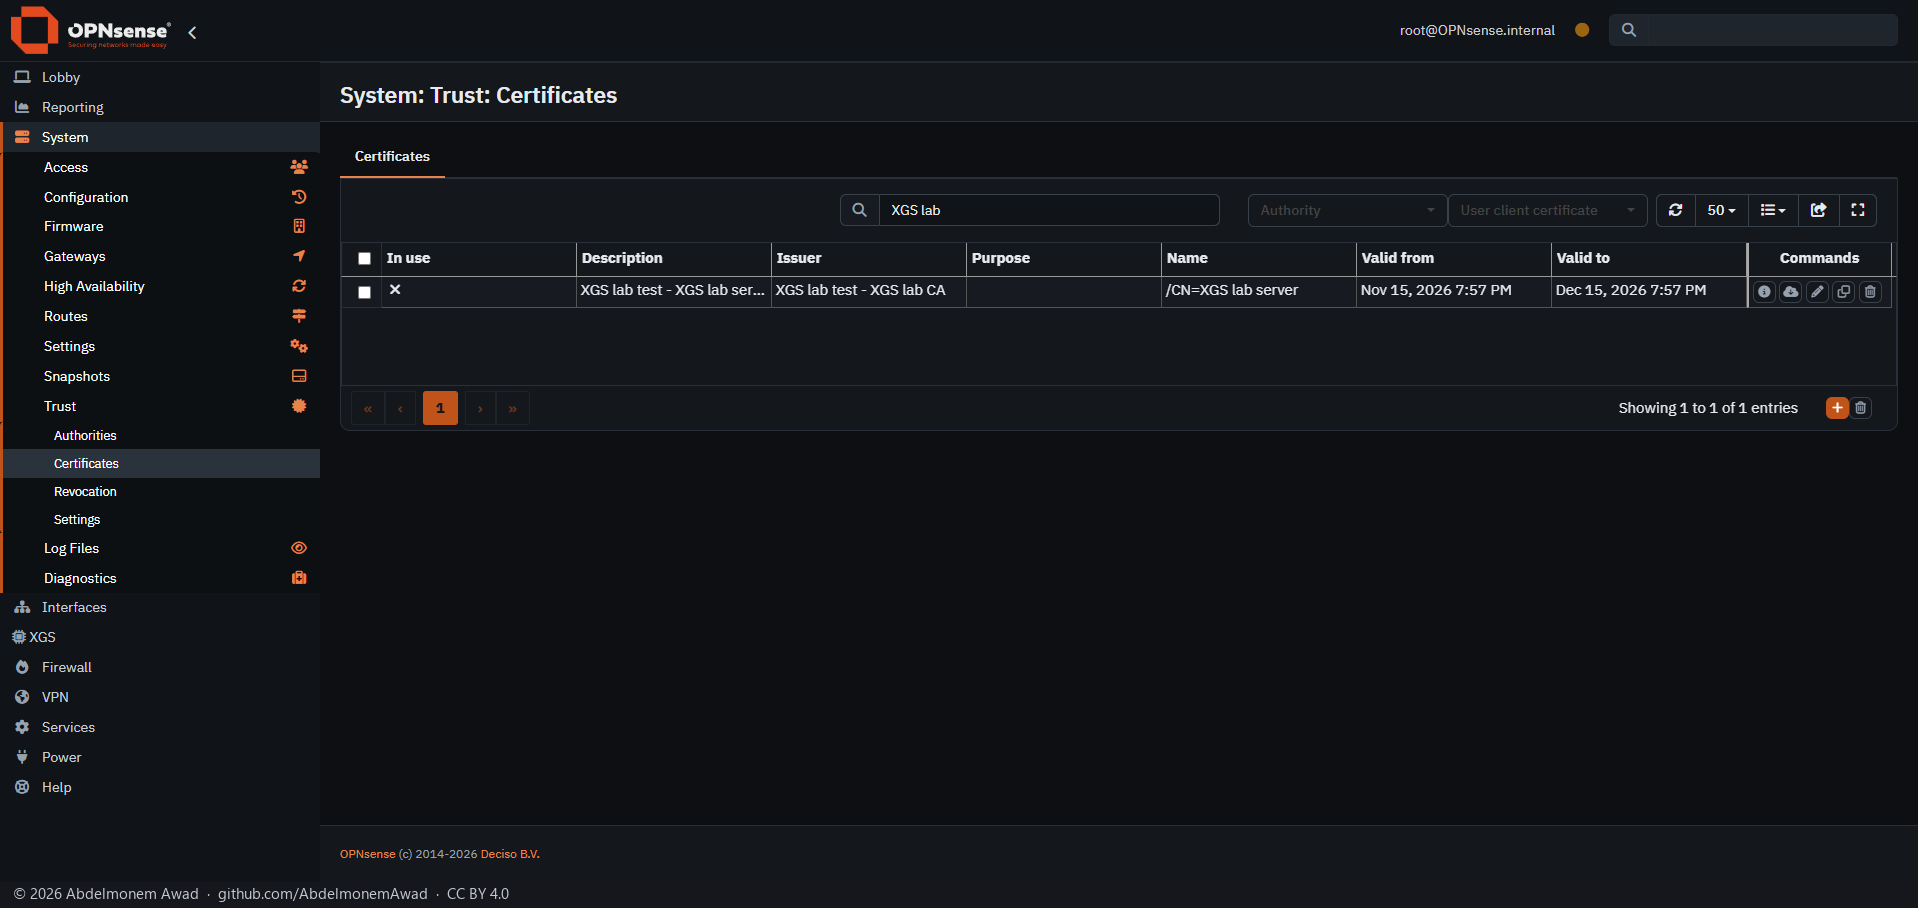 OPNsense®
Securing networks made easy
root@OPNsense.internal
Lobby
Reporting
System
Access
Configuration
Firmware
Gateways
High Availability
Routes
Settings
Snapshots
Trust
Authorities
Certificates
Revocation
Settings
Log Files
Diagnostics
Interfaces
XGS
Firewall
VPN
Services
Power
Help
System: Trust: Certificates
Certificates
XGS lab
Authority
User client certificate
50
In use Description Issuer Purpose Name Valid from Valid to Commands
XGS lab test - XGS lab ser... XGS lab test - XGS lab CA /CN=XGS lab server Nov 15, 2026 7:57 PM Dec 15, 2026 7:57 PM
« ‹ 1 › »
Showing 1 to 1 of 1 entries
OPNsense (c) 2014-2026 Deciso B.V.
© 2026 Abdelmonem Awad · github.com/AbdelmonemAwad · CC BY 4.0